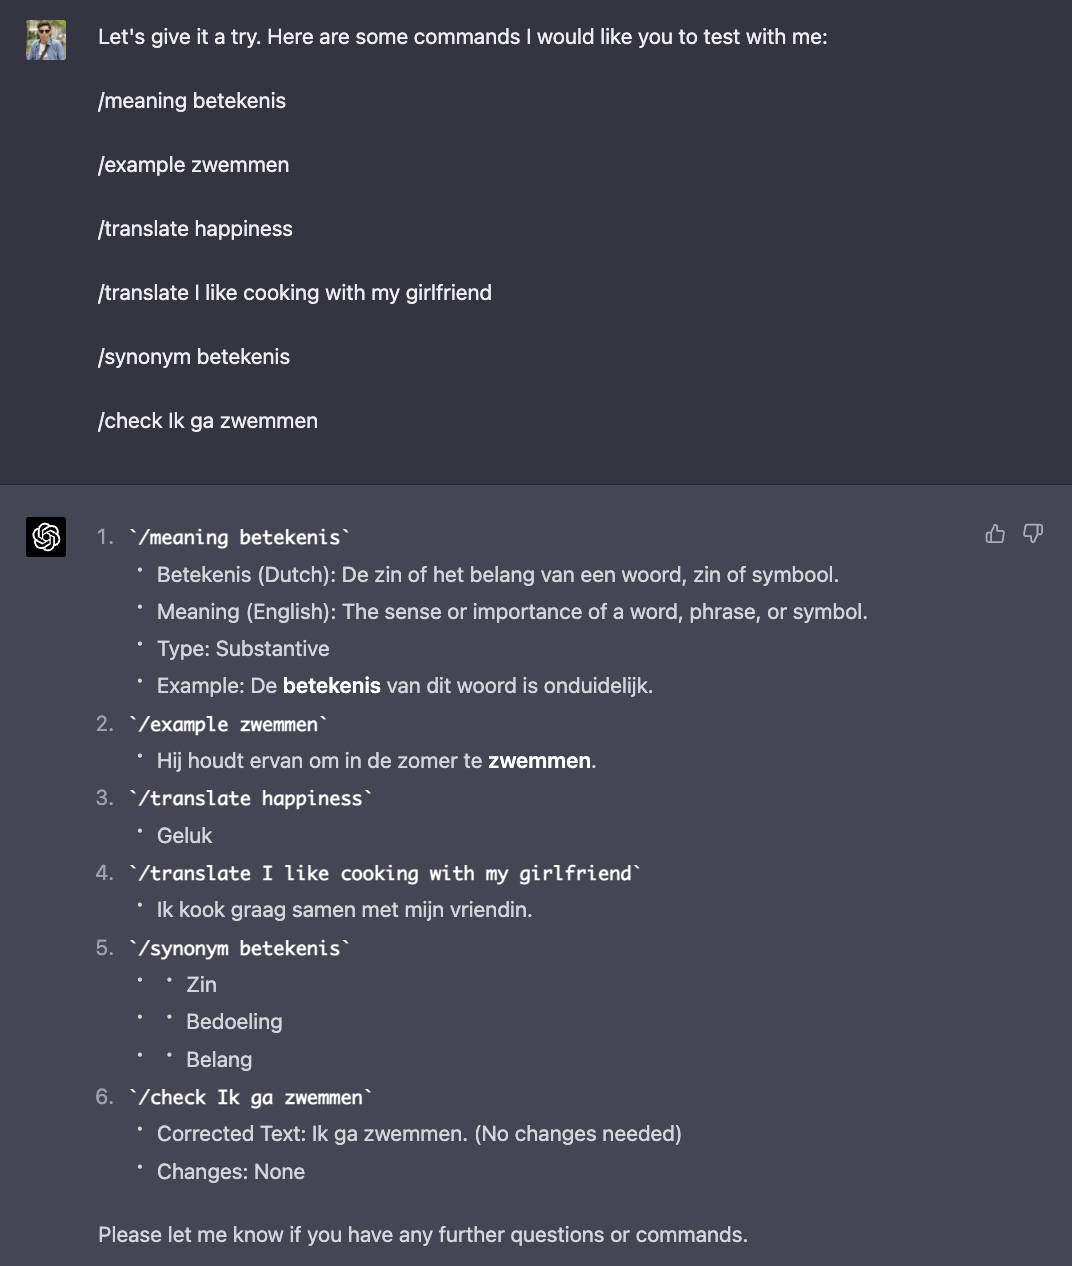 Let's give it a try. Here are some commands I would like you to test with me:
/meaning betekenis
/example zwemmen
/translate happiness
/translate I like cooking with my girlfriend
/synonym betekenis
/check Ik ga zwemmen
1. `/meaning betekenis`
• Betekenis (Dutch): De zin of het belang van een woord, zin of symbool.
• Meaning (English): The sense or importance of a word, phrase, or symbol.
• Type: Substantive
• Example: De betekenis van dit woord is onduidelijk.
2. `/example zwemmen`
• Hij houdt ervan om in de zomer te zwemmen.
3. `/translate happiness`
• Geluk
4. `/translate I like cooking with my girlfriend`
• Ik kook graag samen met mijn vriendin.
5. `/synonym betekenis`
• • Zin
• • Bedoeling
• • Belang
6. `/check Ik ga zwemmen`
• Corrected Text: Ik ga zwemmen. (No changes needed)
• Changes: None
Please let me know if you have any further questions or commands.